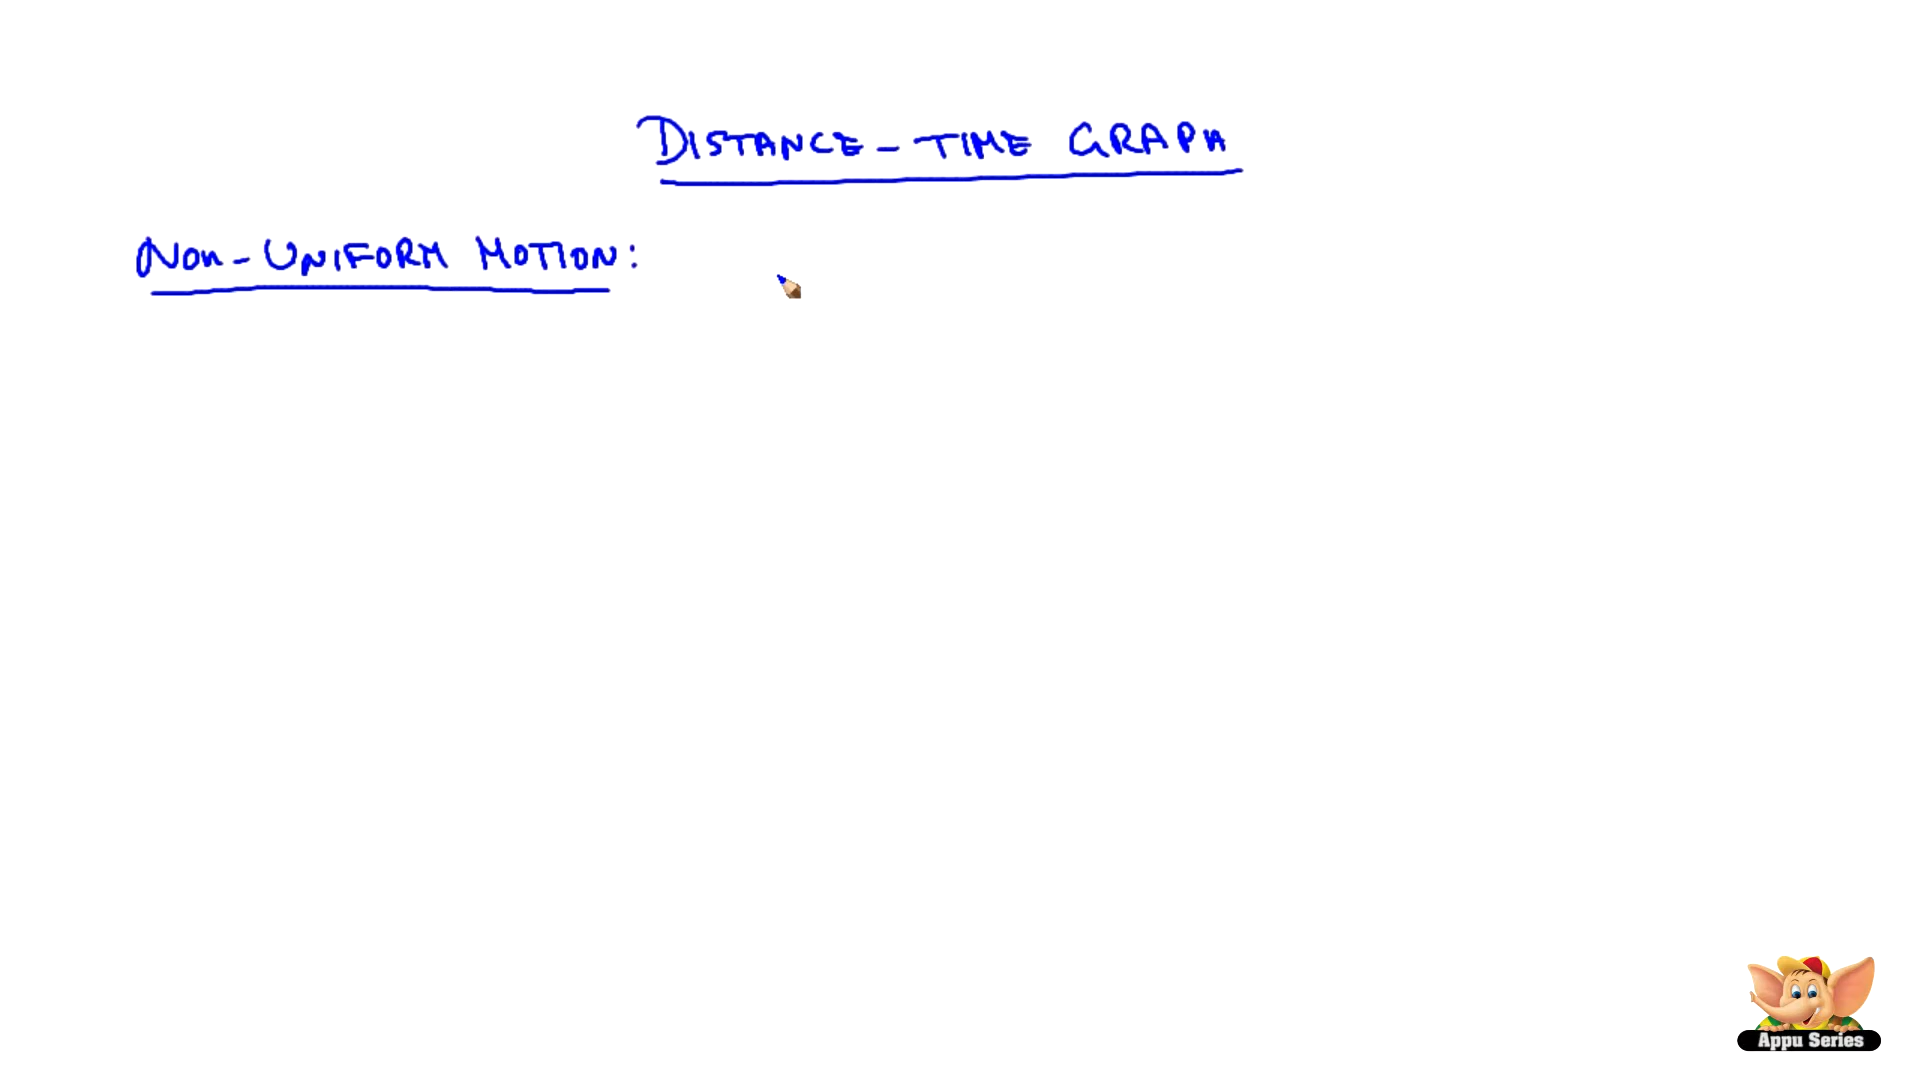 DISTANCE - TIME GRAPH
NON - UNIFORM MOTION:
Appu Series